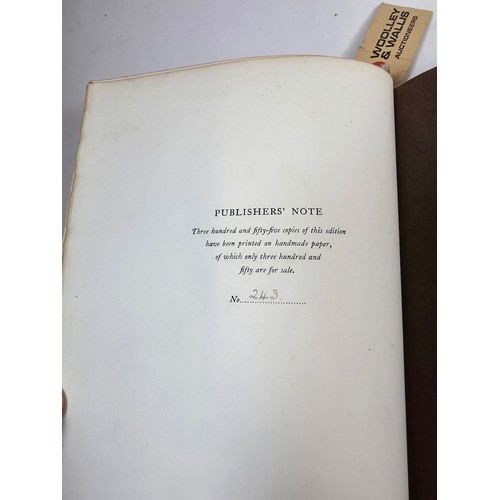 WOOLLEY
& WALLIS
AUCTIONEERS
PUBLISHERS' NOTE
Three hundred and fifty-five copies of this edition
have been printed on handmade paper,
of which only three hundred and
fifty are for sale.
No. 243